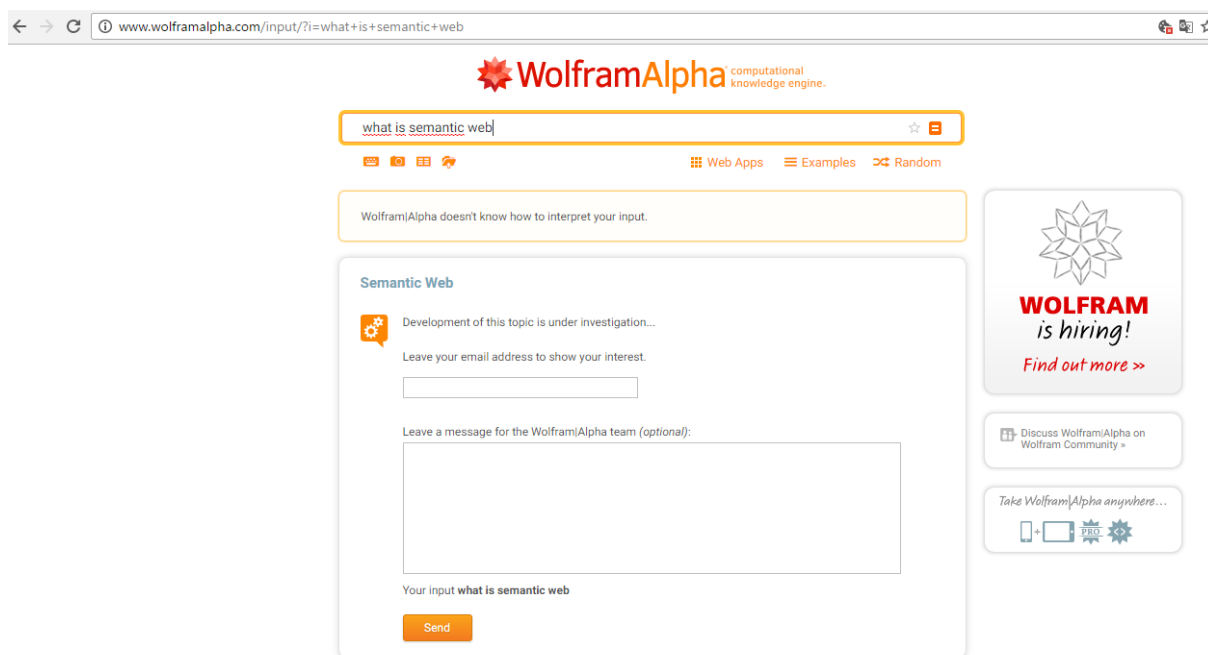 www.wolframalpha.com/input/?i=what+is+semantic+web
WolframAlpha computational
knowledge engine.
what is semantic web
Web Apps Examples Random
Wolfram|Alpha doesn't know how to interpret your input.
Semantic Web
Development of this topic is under investigation...
Leave your email address to show your interest.
Leave a message for the Wolfram|Alpha team (optional):
Your input what is semantic web
Send
WOLFRAM
is hiring!
Find out more »
Discuss Wolfram|Alpha on
Wolfram Community »
Take Wolfram|Alpha anywhere...
PRO